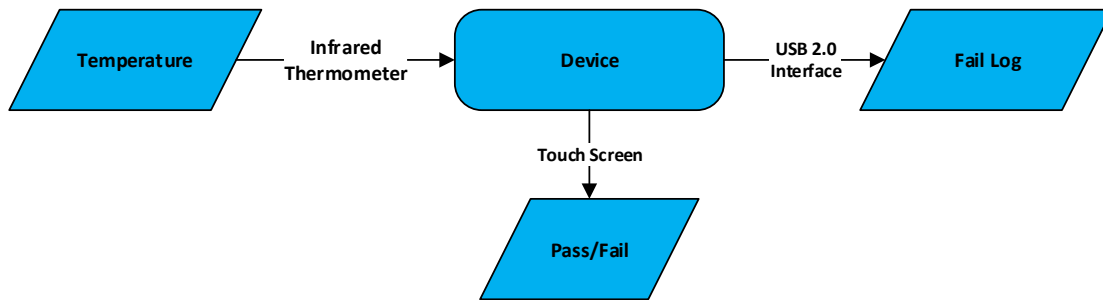 Temperature
Infrared
Thermometer
Device
USB 2.0
Interface
Fail Log
Touch Screen
Pass/Fail